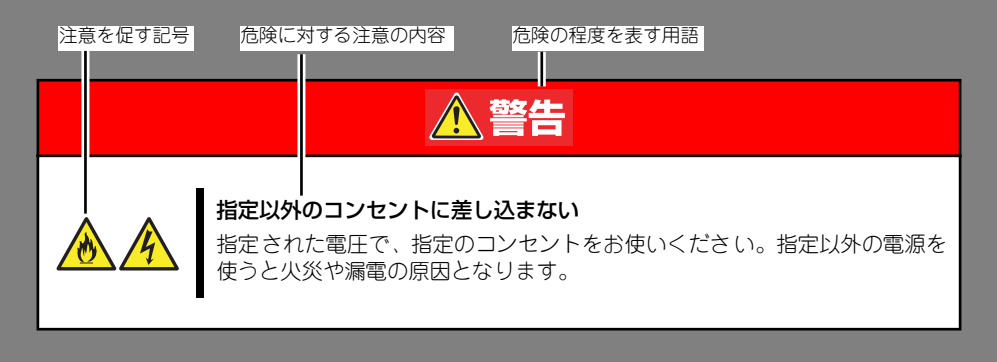 注意を促す記号
危険に対する注意の内容
危険の程度を表す用語
警告
指定以外のコンセントに差し込まない
指定された電圧で、指定のコンセントをお使いください。指定以外の電源を
使うと火災や漏電の原因となります。